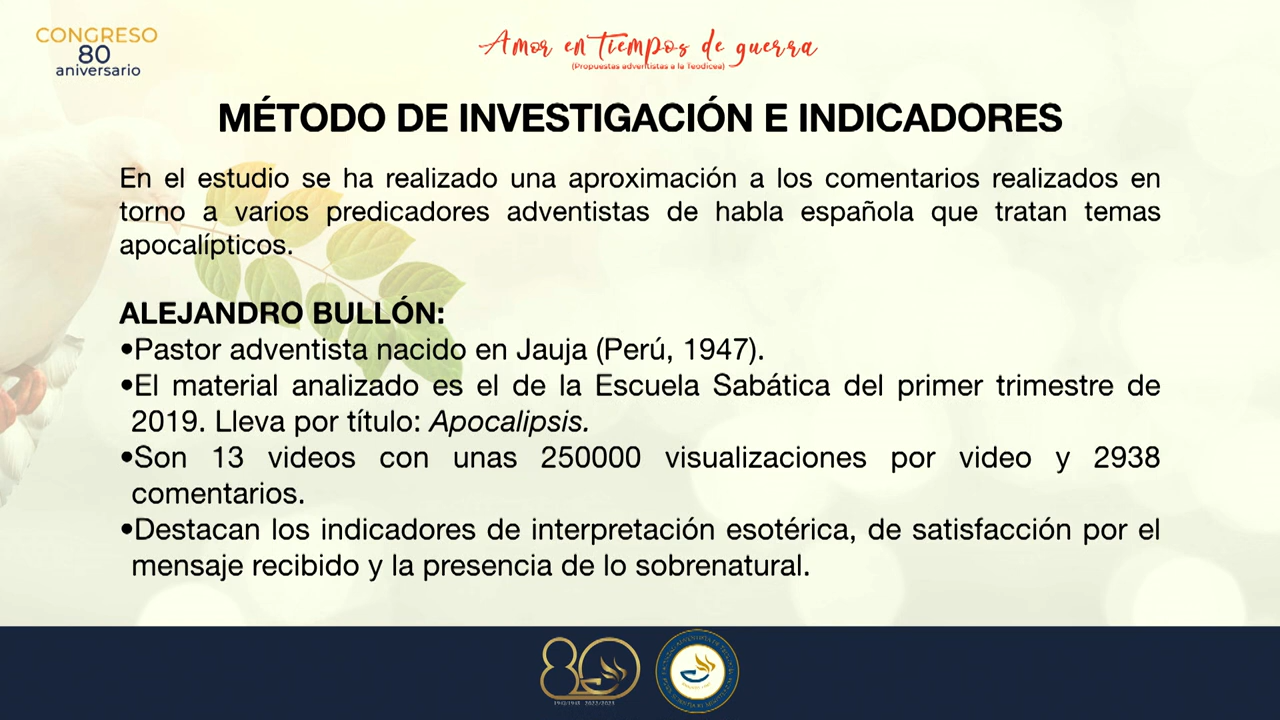 CONGRESO
80
aniversario
Amor en Tiempos de guerra
(Propuestas adventistas a la Teodicea)
MÉTODO DE INVESTIGACIÓN E INDICADORES
En el estudio se ha realizado una aproximación a los comentarios realizados en
torno a varios predicadores adventistas de habla española que tratan temas
apocalípticos.
ALEJANDRO BULLÓN:
•Pastor adventista nacido en Jauja (Perú, 1947).
•El material analizado es el de la Escuela Sabática del primer trimestre de
2019. Lleva por título: Apocalipsis.
•Son 13 videos con unas 250000 visualizaciones por video y 2938
comentarios.
•Destacan los indicadores de interpretación esotérica, de satisfacción por el
mensaje recibido y la presencia de lo sobrenatural.
80